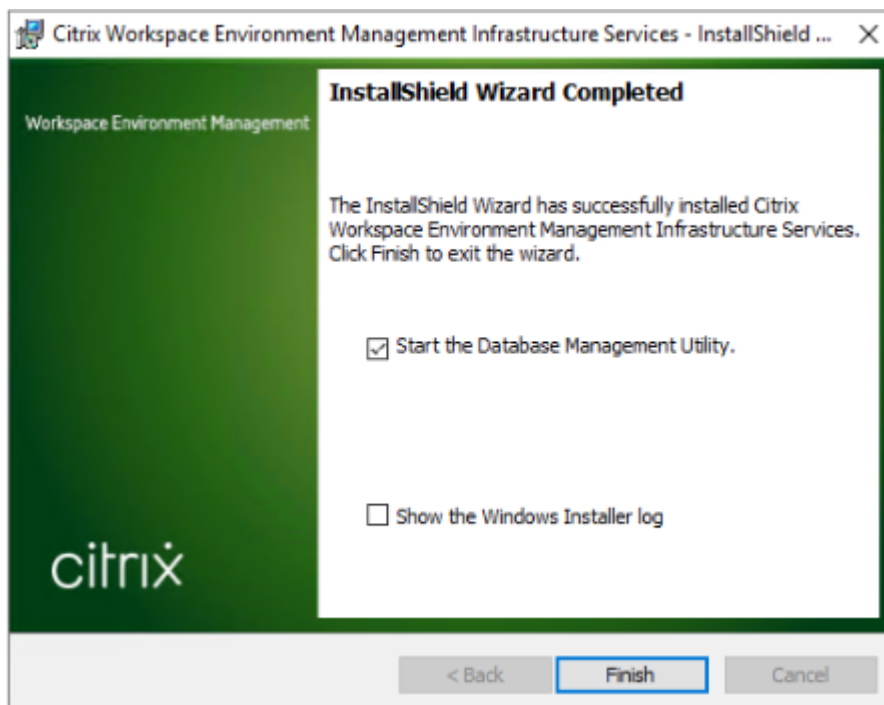 Citrix Workspace Environment Management Infrastructure Services - InstallShield ...
Workspace Environment Management
InstallShield Wizard Completed
The InstallShield Wizard has successfully installed Citrix
Workspace Environment Management Infrastructure Services.
Click Finish to exit the wizard.
Start the Database Management Utility.
Show the Windows Installer log
citrix
< Back
Finish
Cancel